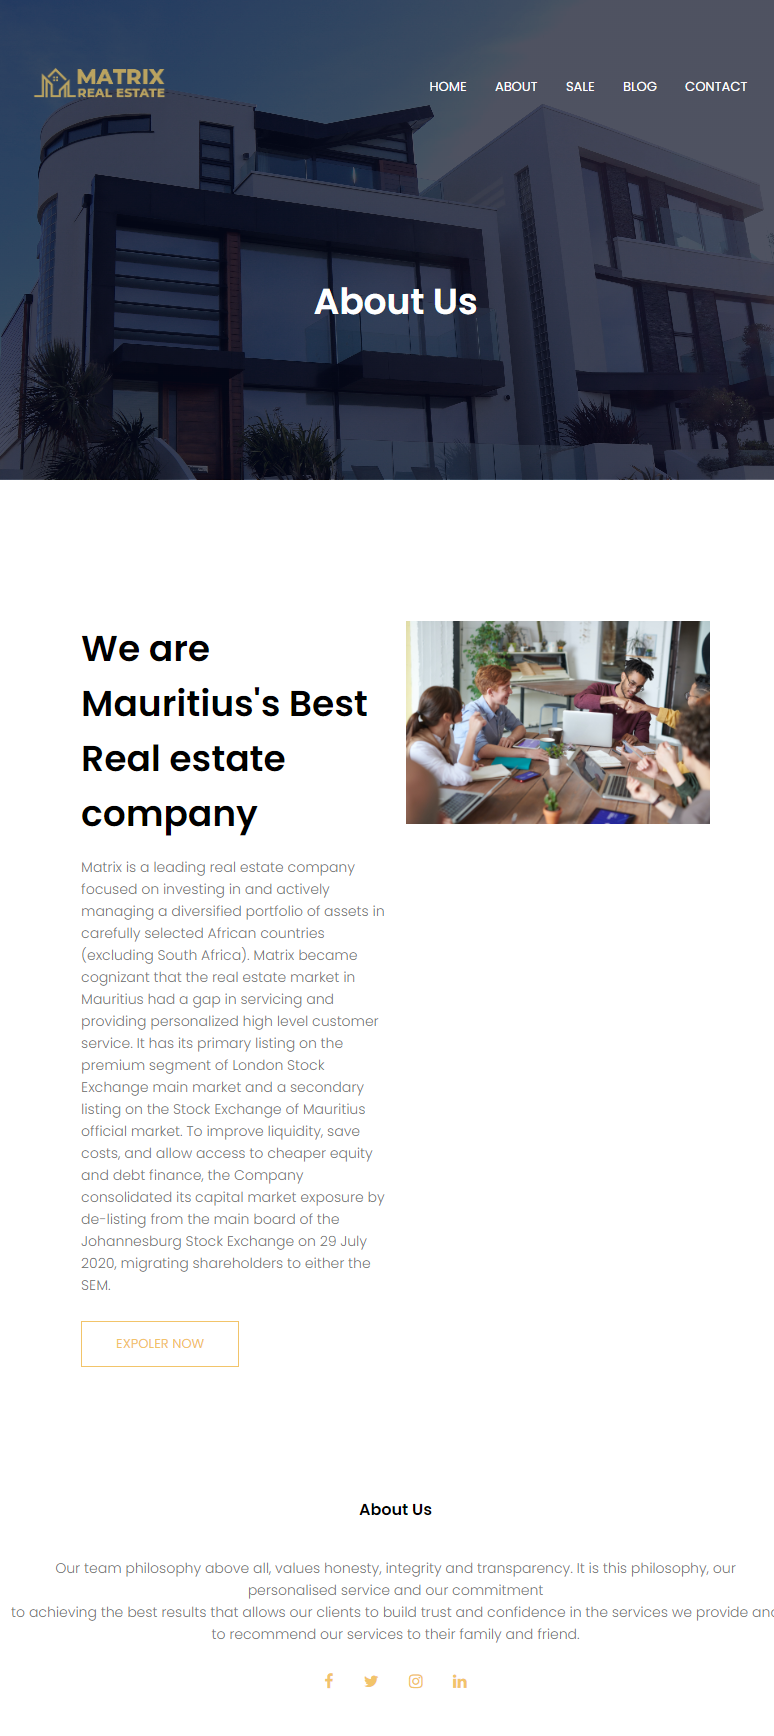 MATRIX
REAL ESTATE
HOME ABOUT SALE BLOG CONTACT
About Us
We are
Mauritius's Best
Real estate
company
Matrix is a leading real estate company
focused on investing in and actively
managing a diversified portfolio of assets in
carefully selected African countries
(excluding South Africa). Matrix became
cognizant that the real estate market in
Mauritius had a gap in servicing and
providing personalized high level customer
service. It has its primary listing on the
premium segment of London Stock
Exchange main market and a secondary
listing on the Stock Exchange of Mauritius
official market. To improve liquidity, save
costs, and allow access to cheaper equity
and debt finance, the Company
consolidated its capital market exposure by
de-listing from the main board of the
Johannesburg Stock Exchange on 29 July
2020, migrating shareholders to either the
SEM.
EXPOLER NOW
About Us
Our team philosophy above all, values honesty, integrity and transparency. It is this philosophy, our
personalised service and our commitment
to achieving the best results that allows our clients to build trust and confidence in the services we provide and
to recommend our services to their family and friend.